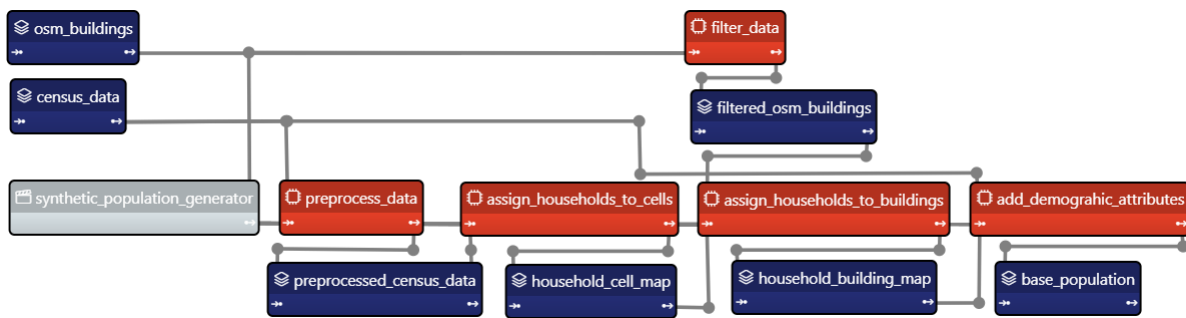 osm_buildings
filter_data
census_data
filtered_osm_buildings
synthetic_population_generator
preprocess_data
assign_households_to_cells
assign_households_to_buildings
add_demograhic_attributes
preprocessed_census_data
household_cell_map
household_building_map
base_population